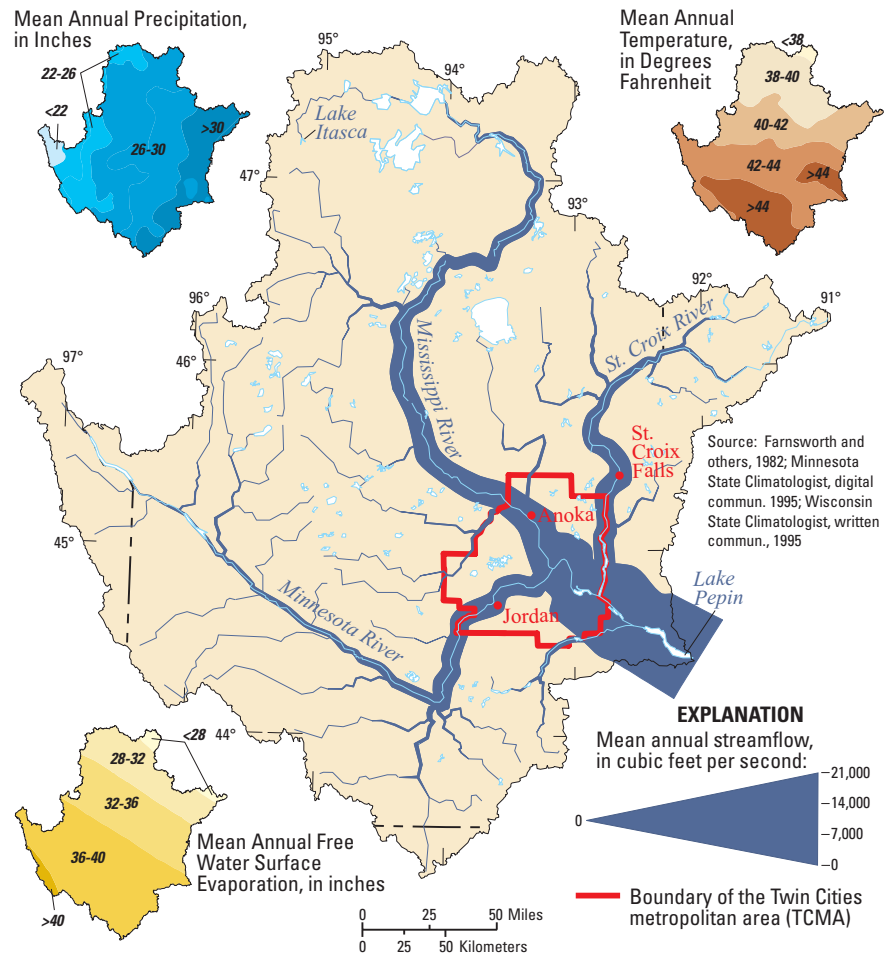 Mean Annual Precipitation,
in Inches
22-26
<22
>30
26-30
Mean Annual
Temperature,
in Degrees
Fahrenheit
<38
38-40
40-42
42-44
>44
>44
95°
94°
Lake
Itasca
47°
93°
96°
92°
91°
97°
46°
Mississippi River
St. Croix River
St.
Croix
Falls
Source: Farnsworth and
others, 1982; Minnesota
State Climatologist, digital
commun. 1995; Wisconsin
State Climatologist, written
commun., 1995
Anoka
45°
Lake
Pepin
Jordan
Minnesota River
44°
<28
28-32
32-36
36-40
>40
Mean Annual Free
Water Surface
Evaporation, in inches
EXPLANATION
Mean annual streamflow,
in cubic feet per second:
21,000
14,000
0
7,000
0
Boundary of the Twin Cities
metropolitan area (TCMA)
0 25 50 Miles
0 25 50 Kilometers